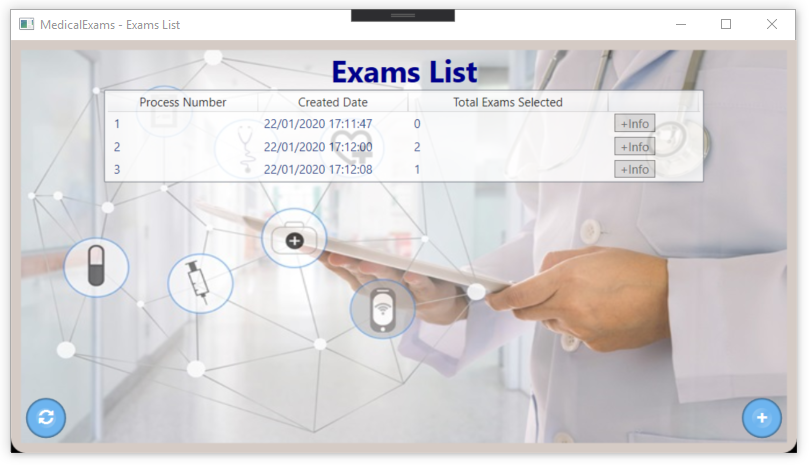 MedicalExams - Exams List
Exams List
Process Number Created Date Total Exams Selected
1 22/01/2020 17:11:47 0 +Info
2 22/01/2020 17:12:00 2 +Info
3 22/01/2020 17:12:08 1 +Info